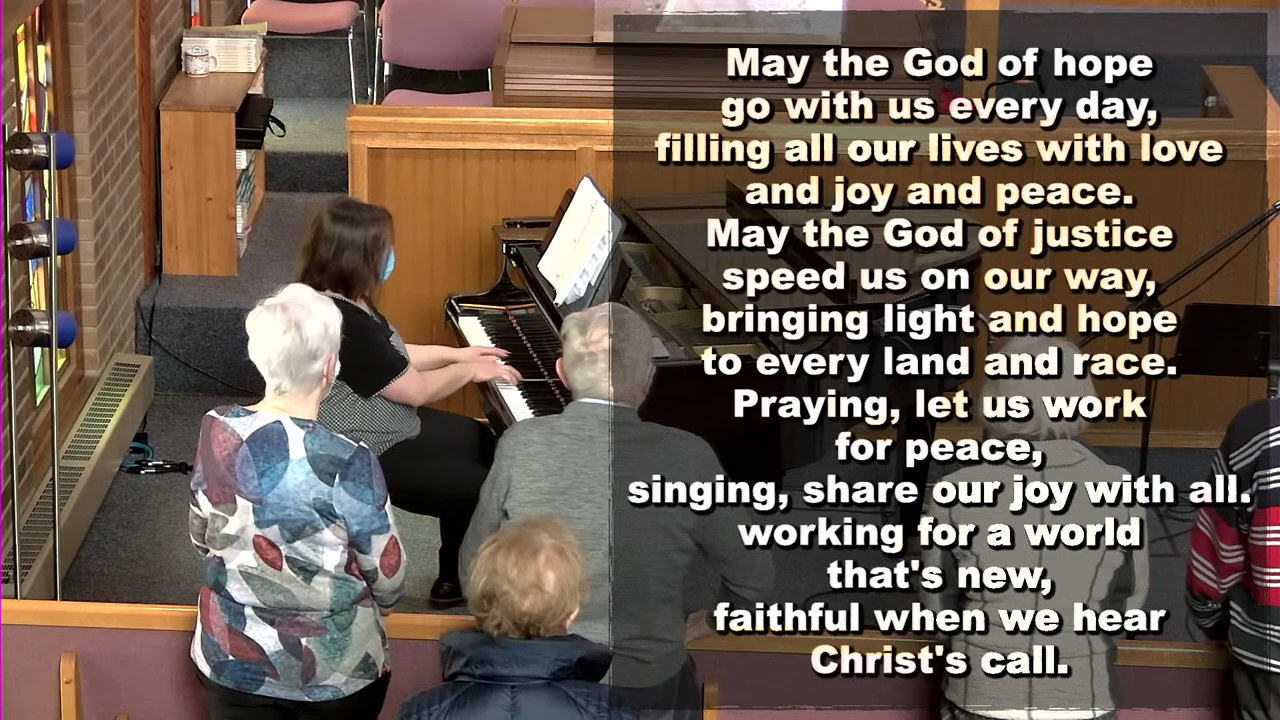 May the God of hope
go with us every day,
filling all our lives with love
and joy and peace.
May the God of justice
speed us on our way,
bringing light and hope
to every land and race.
Praying, let us work
for peace,
singing, share our joy with all.
working for a world
that's new,
faithful when we hear
Christ's call.